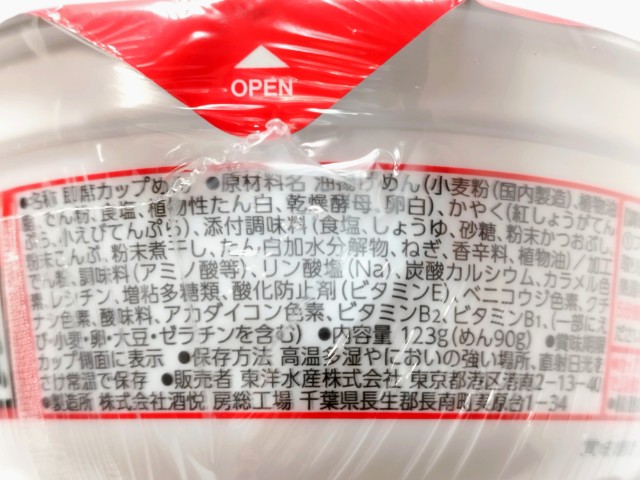 OPEN
●名称 即席カップめん ●原材料名 油揚げめん(小麦粉(国内製造)、植物油
脂、でん粉、食塩、植物性たん白、乾燥酵母、卵白)、かやく(紅しょうがてん
ぷら、小えびてんぷら)、添付調味料(食塩、しょうゆ、砂糖、粉末かつおぶし、
粉末こんぶ、粉末煮干し、たん白加水分解物、ねぎ、香辛料、植物油)/加工
でん粉、調味料(アミノ酸等)、リン酸塩(Na)、炭酸カルシウム、カラメル色
素、レシチン、増粘多糖類、酸化防止剤(ビタミンE)、ベニコウジ色素、クチ
ナシ色素、酸味料、アカダイコン色素、ビタミンB2、ビタミンB1、(一部にえ
び・小麦・卵・大豆・ゼラチンを含む) ●内容量 123g(めん90g) ●賞味期限
カップ側面に表示 ●保存方法 高温多湿やにおいの強い場所、直射日光を
さけ常温で保存 ●販売者 東洋水産株式会社 東京都港区港南2-13-40
●製造所 株式会社酒悦 房総工場 千葉県長生郡長南町美原台1-34